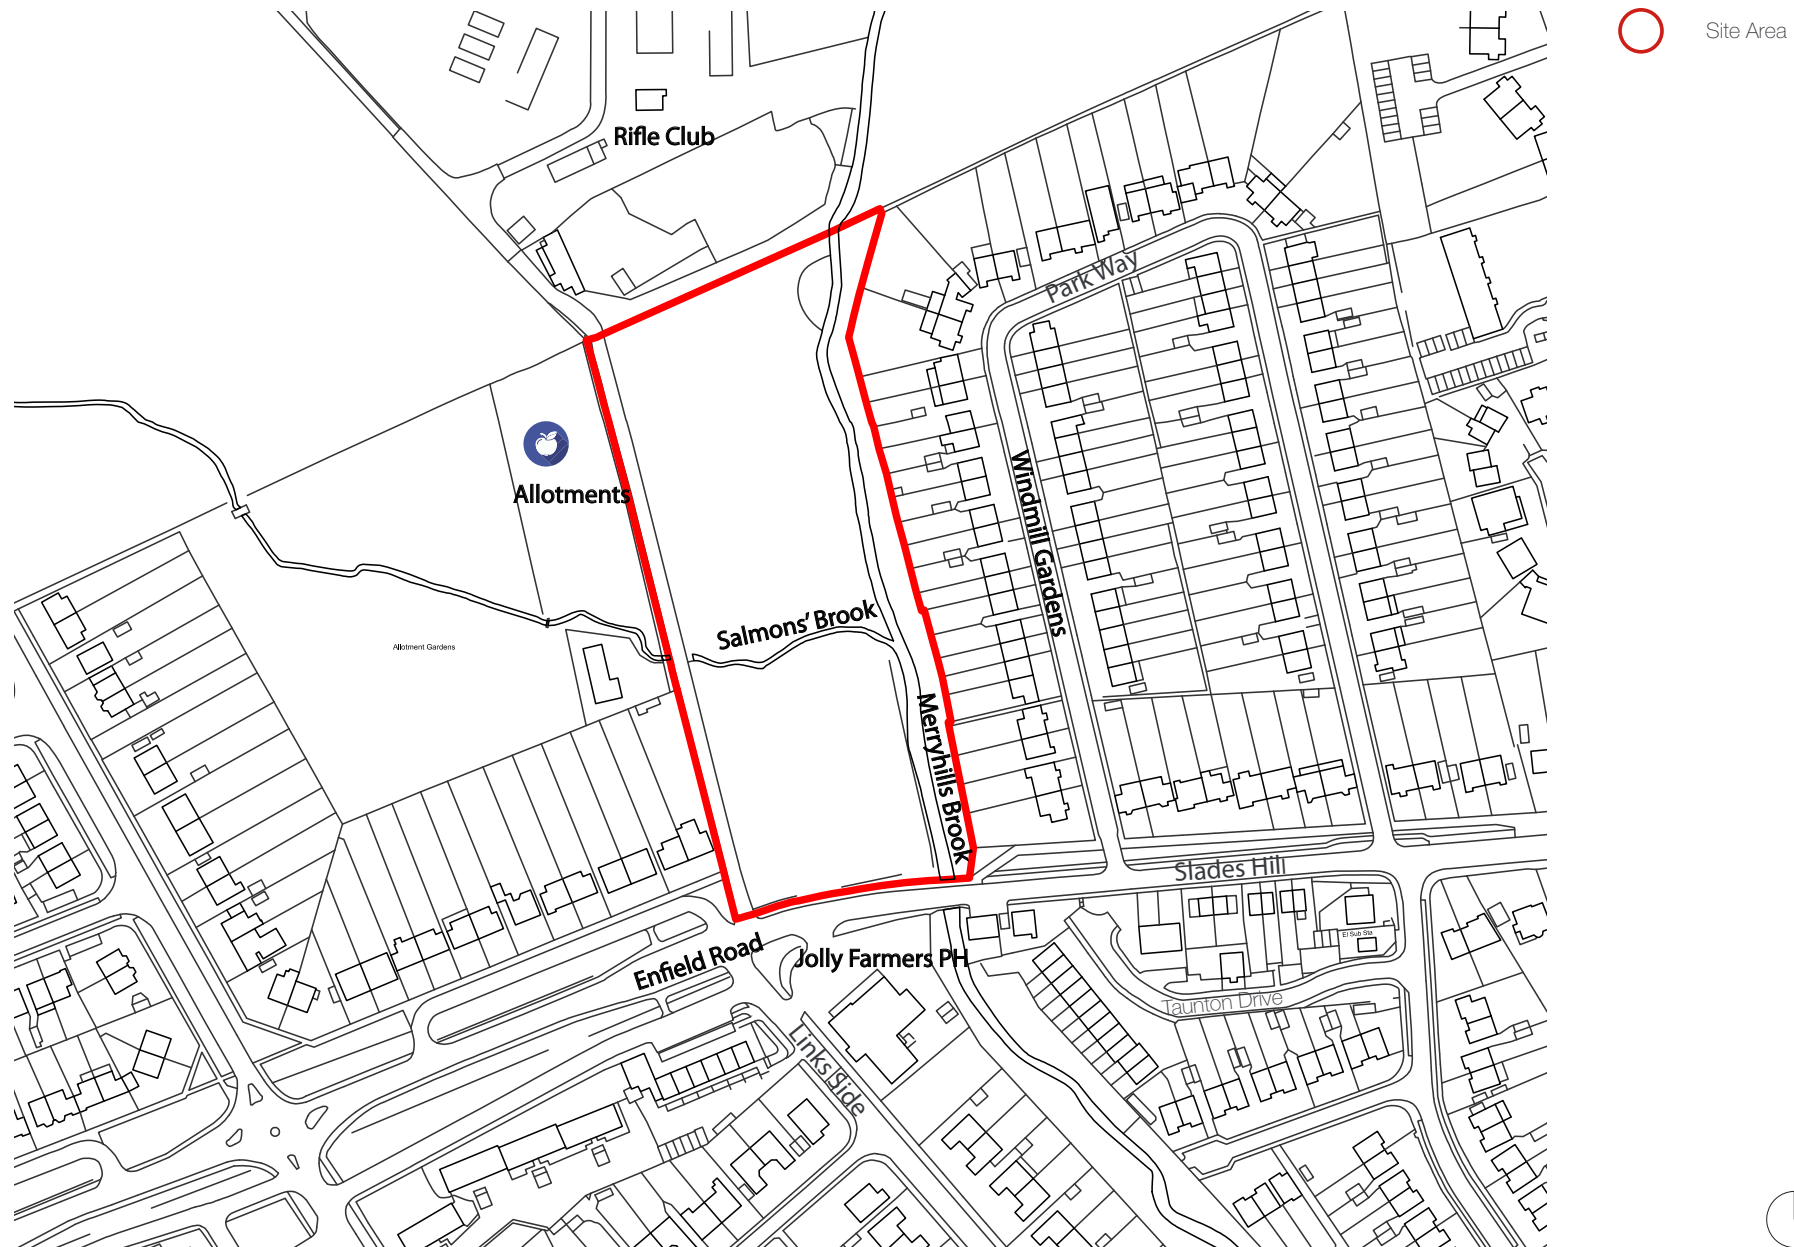 Site Area
Rifle Club
Park Way
Allotments
Windmill Gardens
Salmons' Brook
Allotment Gardens
Merryhills Brook
Slades Hill
El Sub Sta
Enfield Road
Jolly Farmers PH
Taunton Drive
Links Side